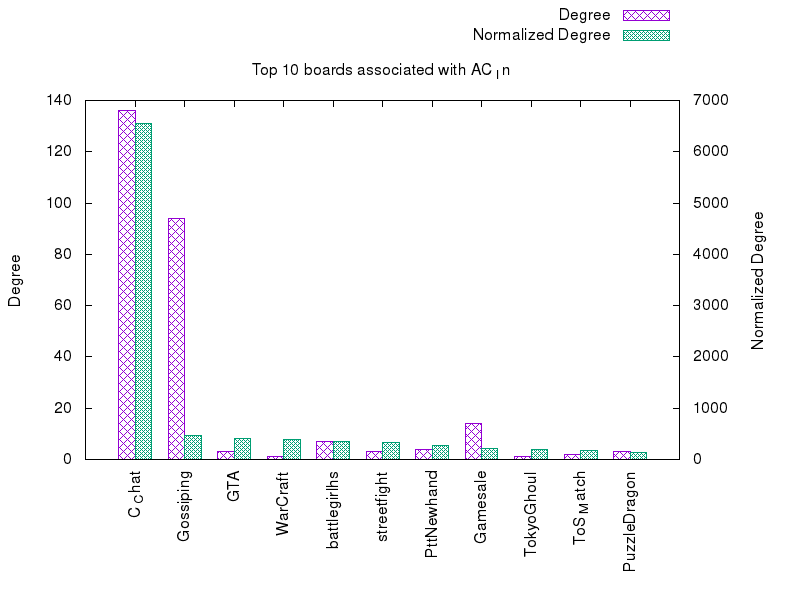 Degree
Normalized Degree
Top 10 boards associated with AC_In
140
120
100
80
60
40
20
0
7000
6000
5000
4000
3000
2000
1000
0
Degree
Normalized Degree
C_Chat
Gossiping
GTA
WarCraft
battlegirlhs
streetfight
PttNewhand
Gamesale
TokyoGhoul
ToS_Match
PuzzleDragon